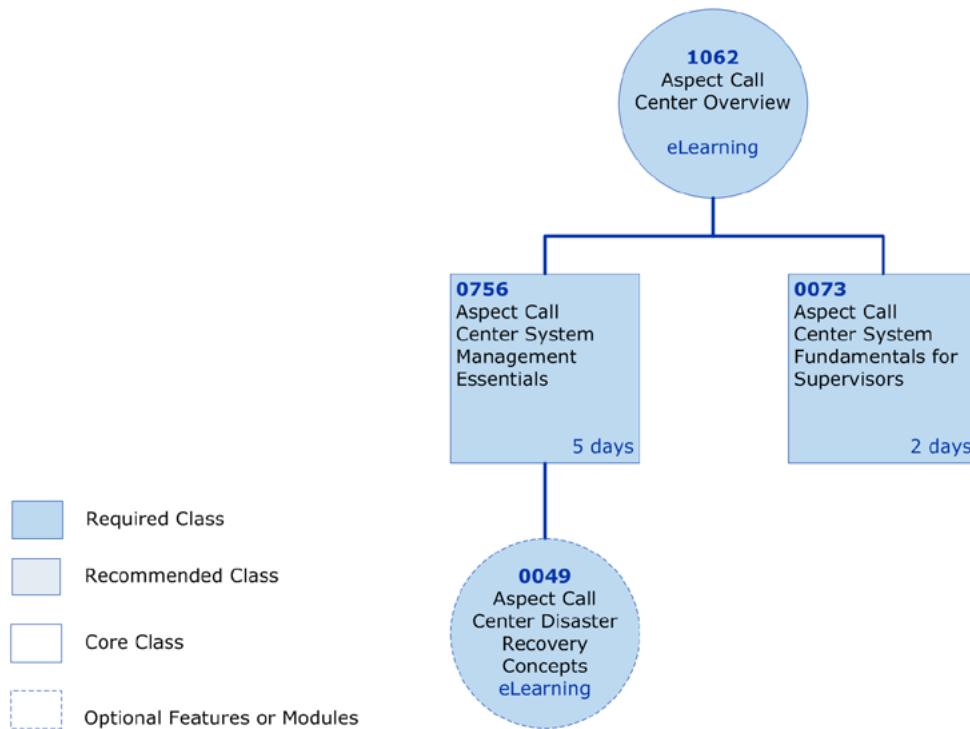 1062
Aspect Call
Center Overview
eLearning
0756
Aspect Call
Center System
Management
Essentials
5 days
0073
Aspect Call
Center System
Fundamentals for
Supervisors
2 days
0049
Aspect Call
Center Disaster
Recovery
Concepts
eLearning
Required Class
Recommended Class
Core Class
Optional Features or Modules